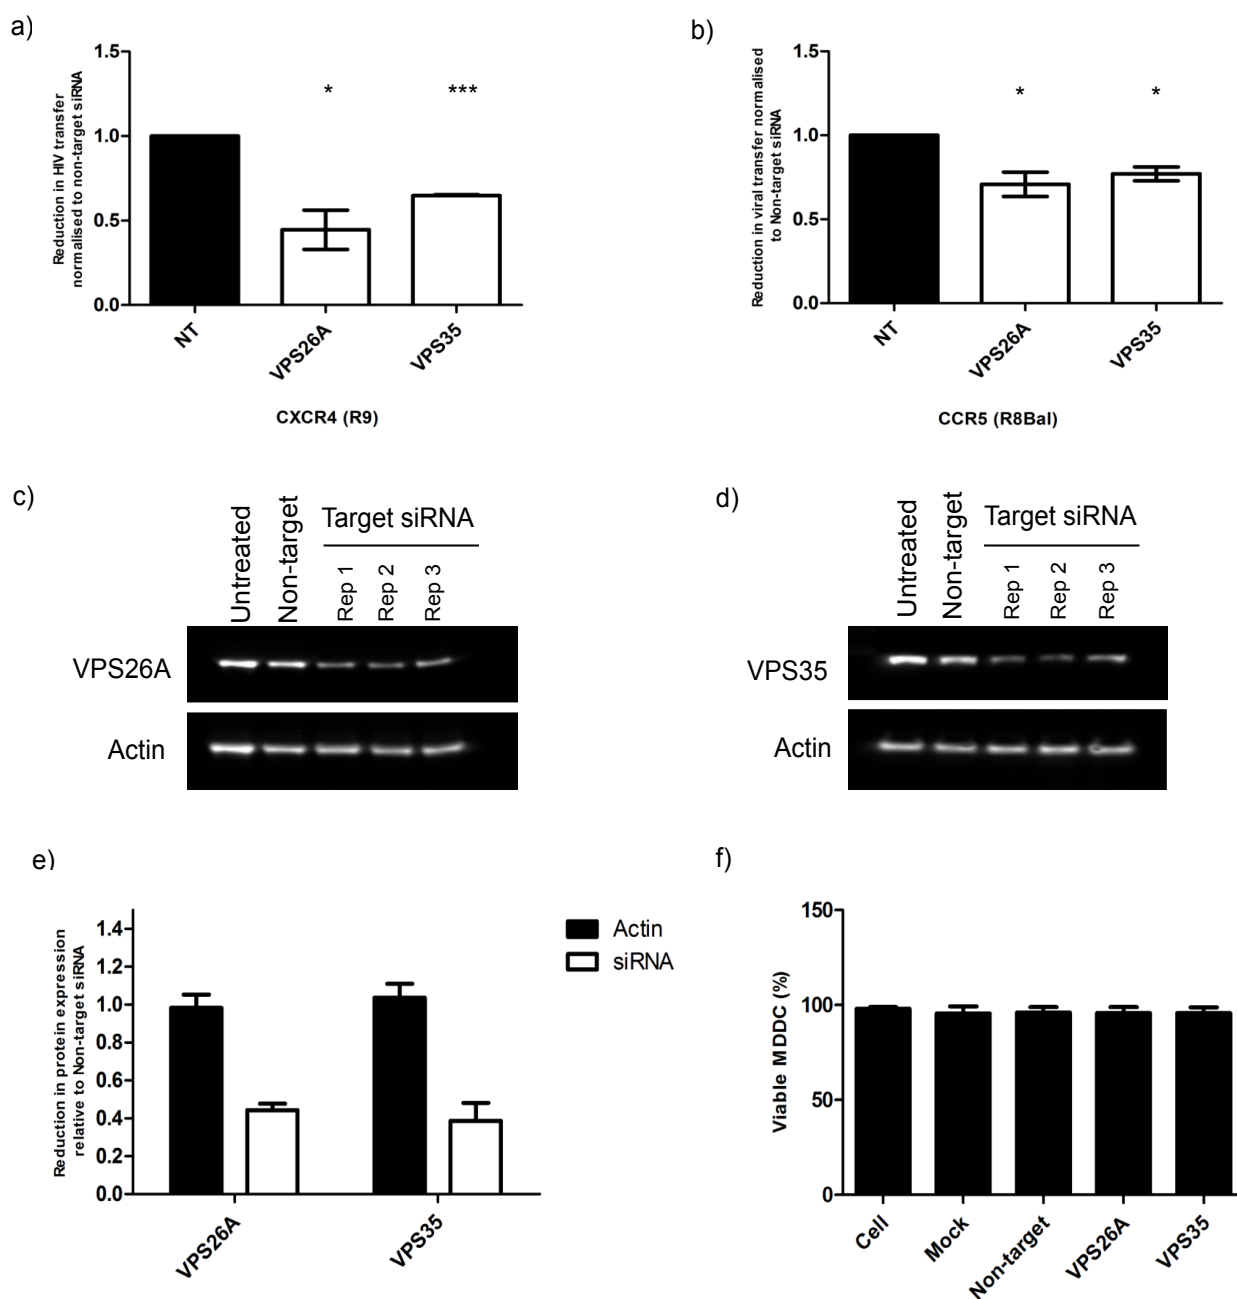 a)
Reduction in HIV transfer
normalised to non-target siRNA
1.5
1.0
0.5
0.0
*
***
NT
VPS26A
VPS35
CXCR4 (R9)
b)
Reduction in viral transfer normalised
to Non-target siRNA
1.5
1.0
0.5
0.0
*
*
NT
VPS26A
VPS35
CCR5 (R8Bal)
c)
Untreated
Non-target
Target siRNA
Rep 1
Rep 2
Rep 3
VPS26A
Actin
d)
Untreated
Non-target
Target siRNA
Rep 1
Rep 2
Rep 3
VPS35
Actin
e)
Reduction in protein expression
relative to Non-target siRNA
1.4
1.2
1.0
0.8
0.6
0.4
0.2
0.0
VPS26A
VPS35
Actin
siRNA
f)
Viable MDDC (%)
150
100
50
0
Cell
Mock
Non-target
VPS26A
VPS35